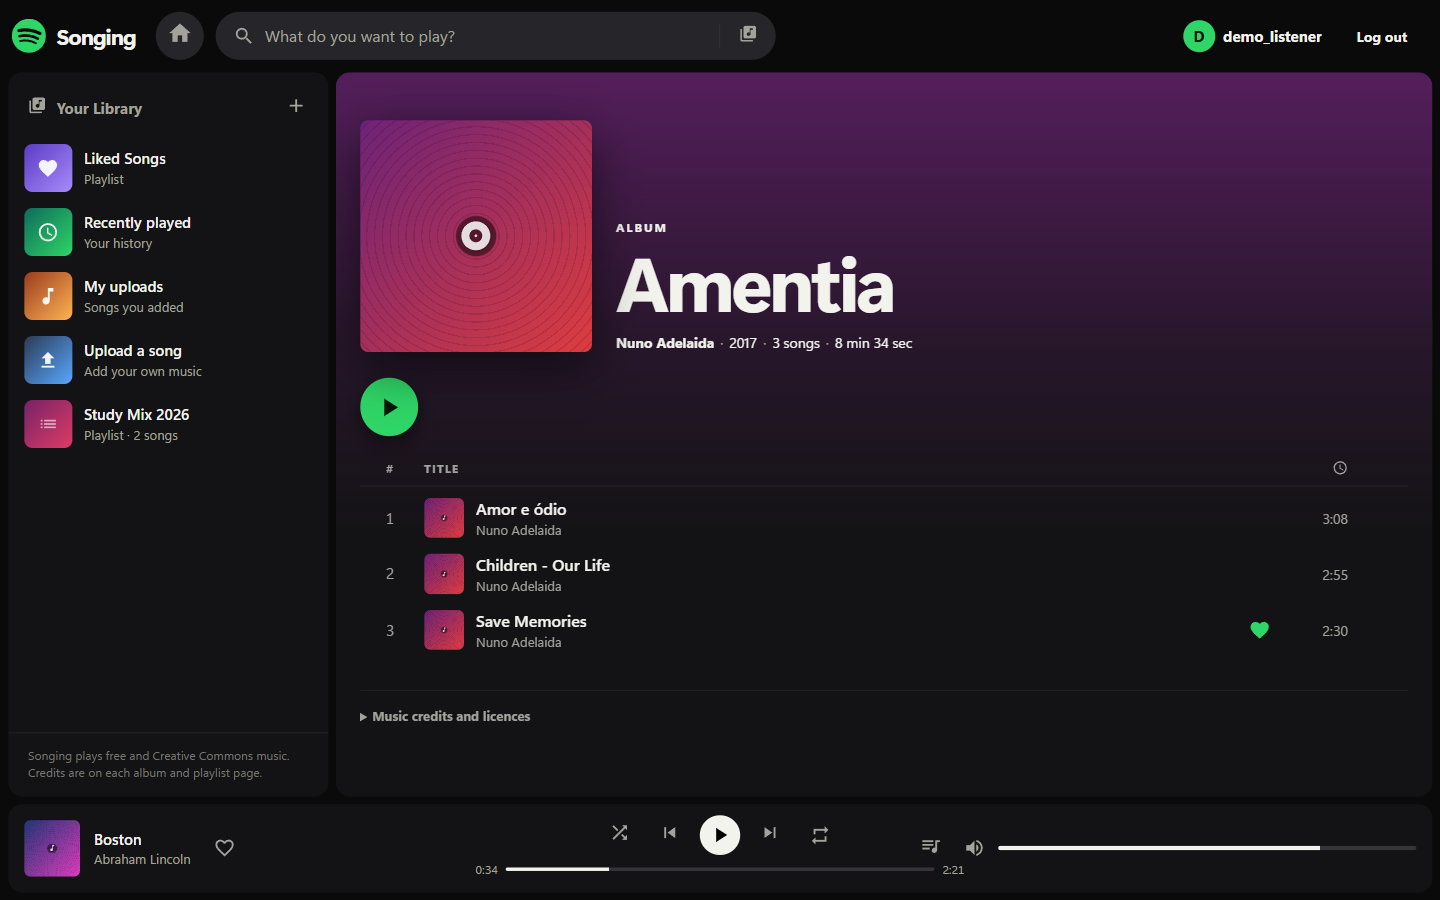 Songing
What do you want to play?
D
demo_listener
Log out
Your Library
Liked Songs
Playlist
Recently played
Your history
My uploads
Songs you added
Upload a song
Add your own music
Study Mix 2026
Playlist · 2 songs
Songing plays free and Creative Commons music.
Credits are on each album and playlist page.
ALBUM
Amentia
Nuno Adelaida · 2017 · 3 songs · 8 min 34 sec
# TITLE
1 Amor e ódio 3:08
Nuno Adelaida
2 Children - Our Life 2:55
Nuno Adelaida
3 Save Memories 2:30
Nuno Adelaida
Music credits and licences
Boston
Abraham Lincoln
0:34 2:21